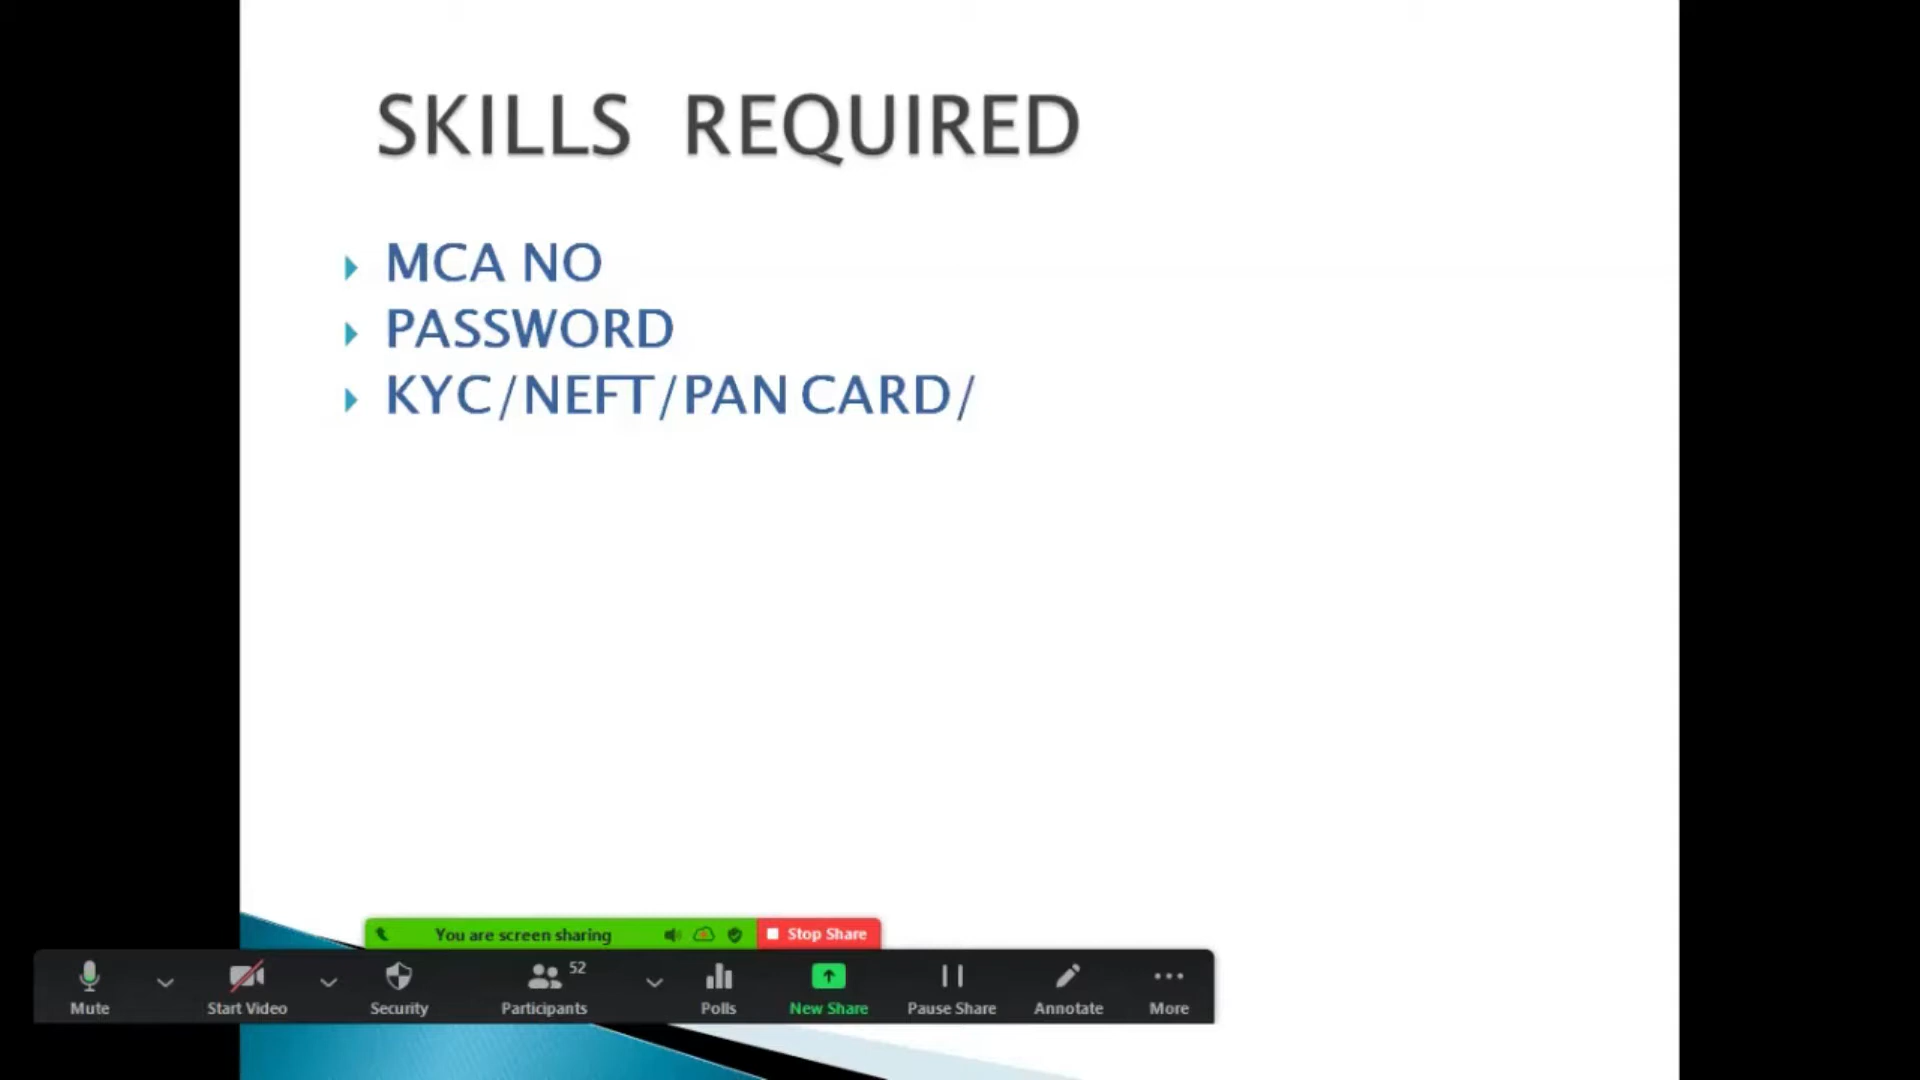 SKILLS REQUIRED
MCA NO
PASSWORD
KYC/NEFT/PAN CARD/
You are screen sharing
Stop Share
52
Mute
Start Video
Security
Participants
Polls
New Share
Pause Share
Annotate
More